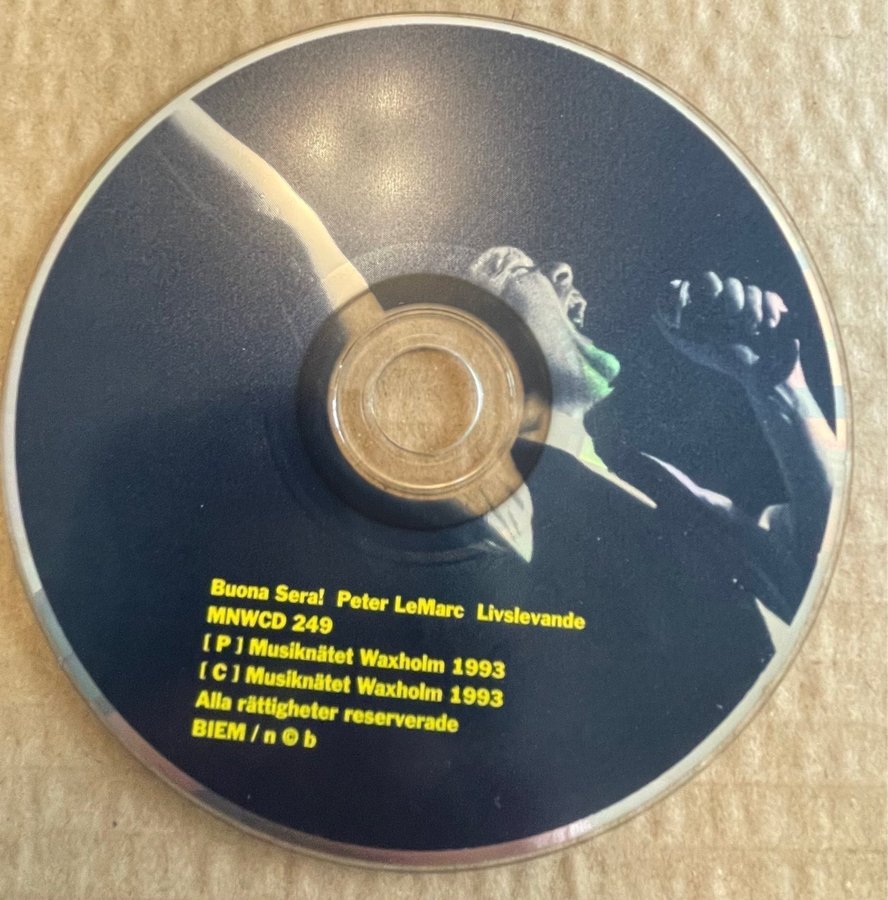 Buona Sera!  Peter LeMarc  Livslevande
MNWCD 249
[ P ] Musiknätet Waxholm 1993
[ C ] Musiknätet Waxholm 1993
Alla rättigheter reserverade
BIEM / n © b